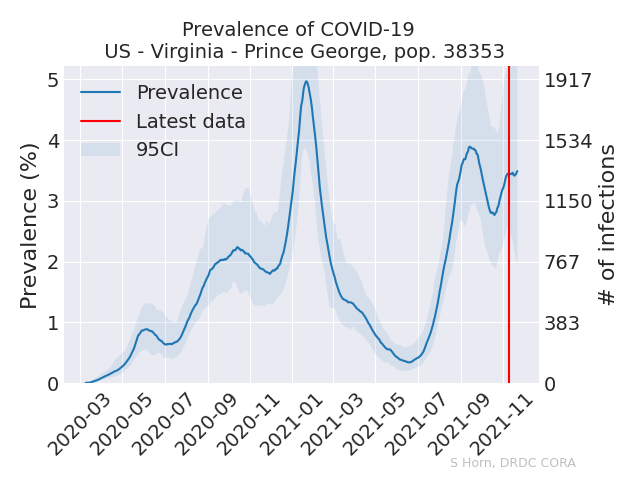 Prevalence of COVID-19
US - Virginia - Prince George, pop. 38353
Prevalence
Latest data
95CI
Prevalence (%)
5
4
3
2
1
0
1917
1534
1150
767
383
0
# of infections
2020-03
2020-05
2020-07
2020-09
2020-11
2021-01
2021-03
2021-05
2021-07
2021-09
2021-11
S Horn, DRDC CORA